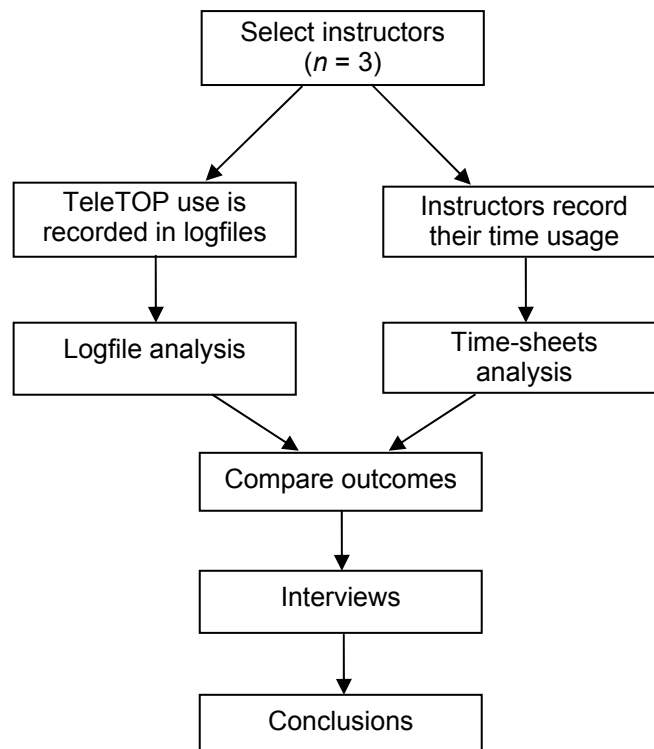 Select instructors
(n = 3)
TeleTOP use is
recorded in logfiles
Instructors record
their time usage
Logfile analysis
Time-sheets
analysis
Compare outcomes
Interviews
Conclusions